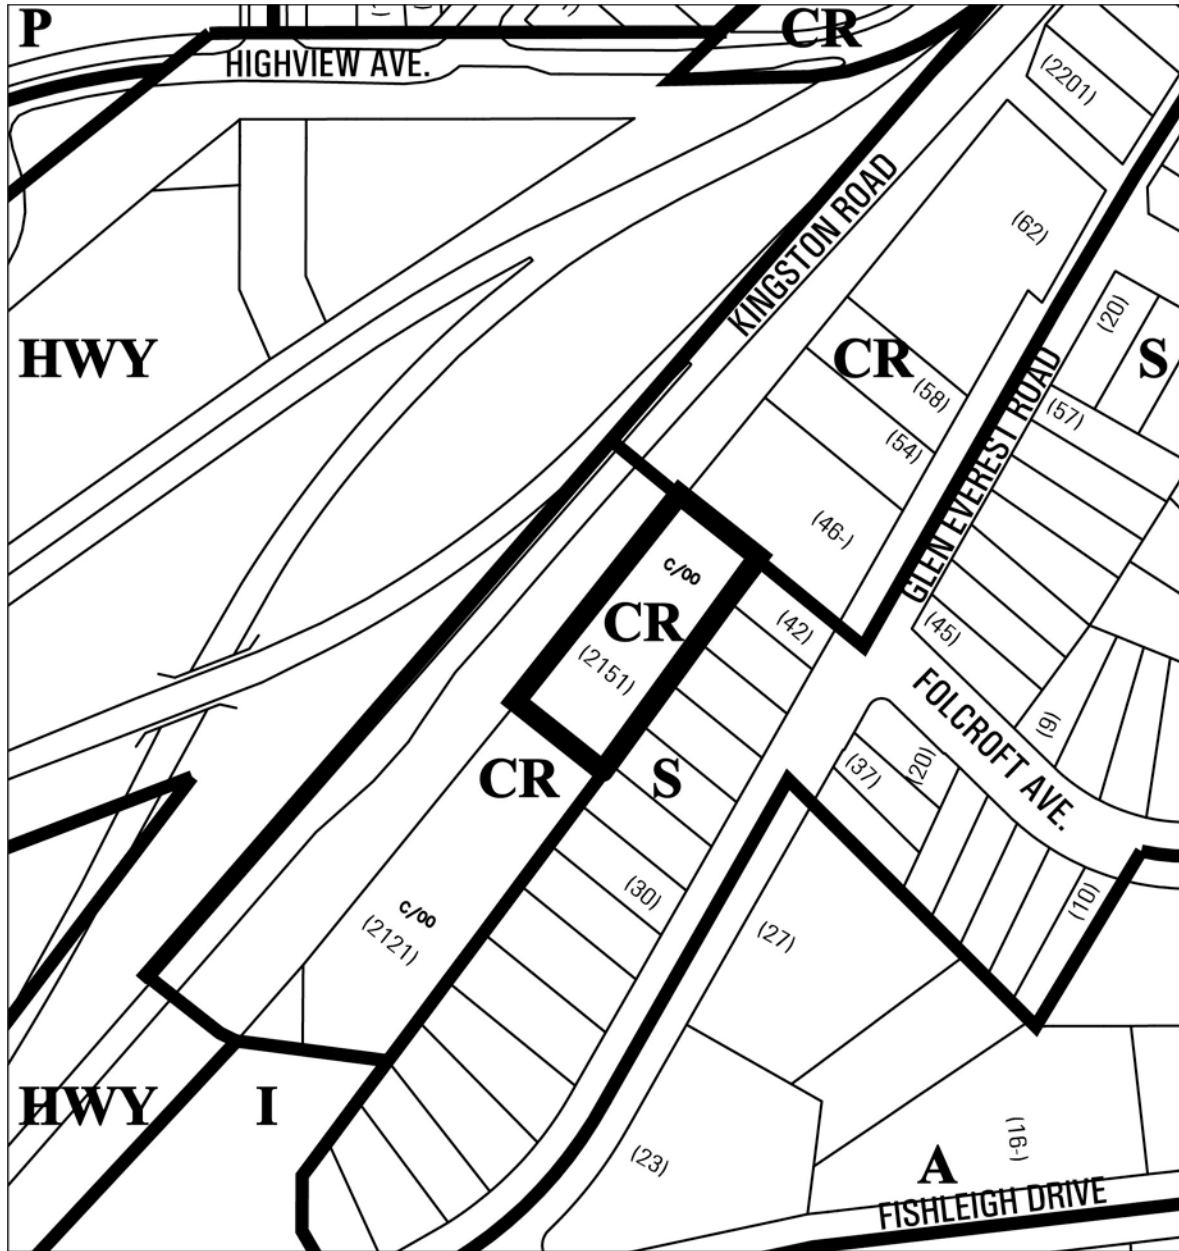 P
CR
HIGHVIEW AVE.
(2201)
KINGSTON ROAD
(62)
(20)
HWY
CR
S
(58)
(57)
(54)
GLEN EVEREST ROAD
(46-)
c/oo
CR
(2151)
(42)
(45)
FOLCROFT AVE.
(9)
CR
S
(37)
(20)
(30)
(10)
c/oo
(2121)
(27)
HWY
I
(16-)
(23)
A
FISHLEIGH DRIVE